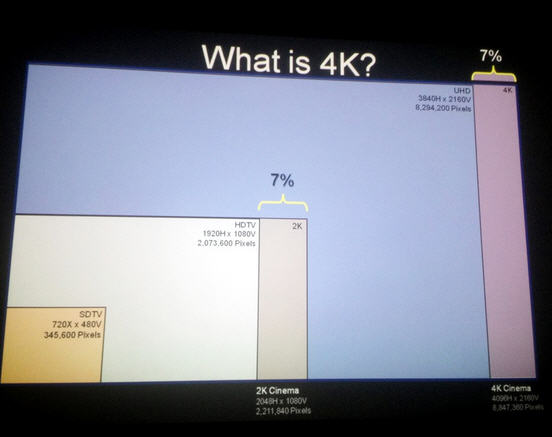 What is 4K?
7%
UHD
3840H x 2160V
8,294,200 Pixels
4K
7%
HDTV
1920H x 1080V
2,073,600 Pixels
2K
SDTV
720X x 480V
345,600 Pixels
2K Cinema
2048H x 1080V
2,211,840 Pixels
4K Cinema
4096H x 2160V
8,847,360 Pixels